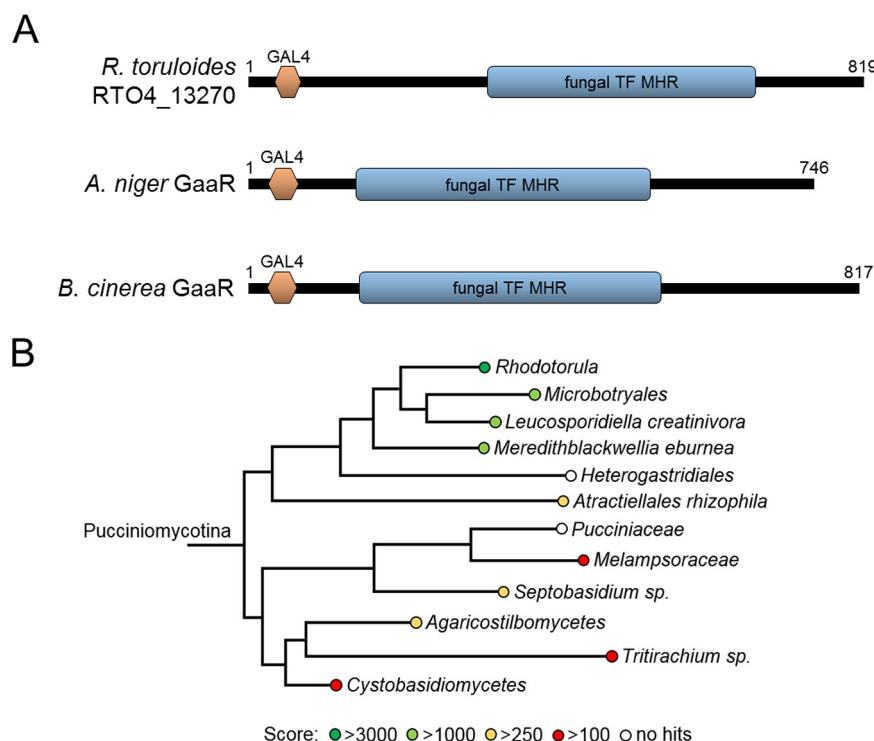 A
R. toruloides
RTO4_13270
1
GAL4
fungal TF MHR
819
A. niger GaaR
1
GAL4
fungal TF MHR
746
B. cinerea GaaR
1
GAL4
fungal TF MHR
817
B
Rhodotorula
Microbotryales
Leucosporidiella creatinivora
Meredithblackwellia eburnea
Heterogastridiales
Atractiellales rhizophila
Pucciniomycotina
Pucciniaceae
Melampsoraceae
Septobasidium sp.
Agaricostilbomycetes
Tritirachium sp.
Cystobasidiomycetes
Score: >3000 >1000 >250 >100 no hits